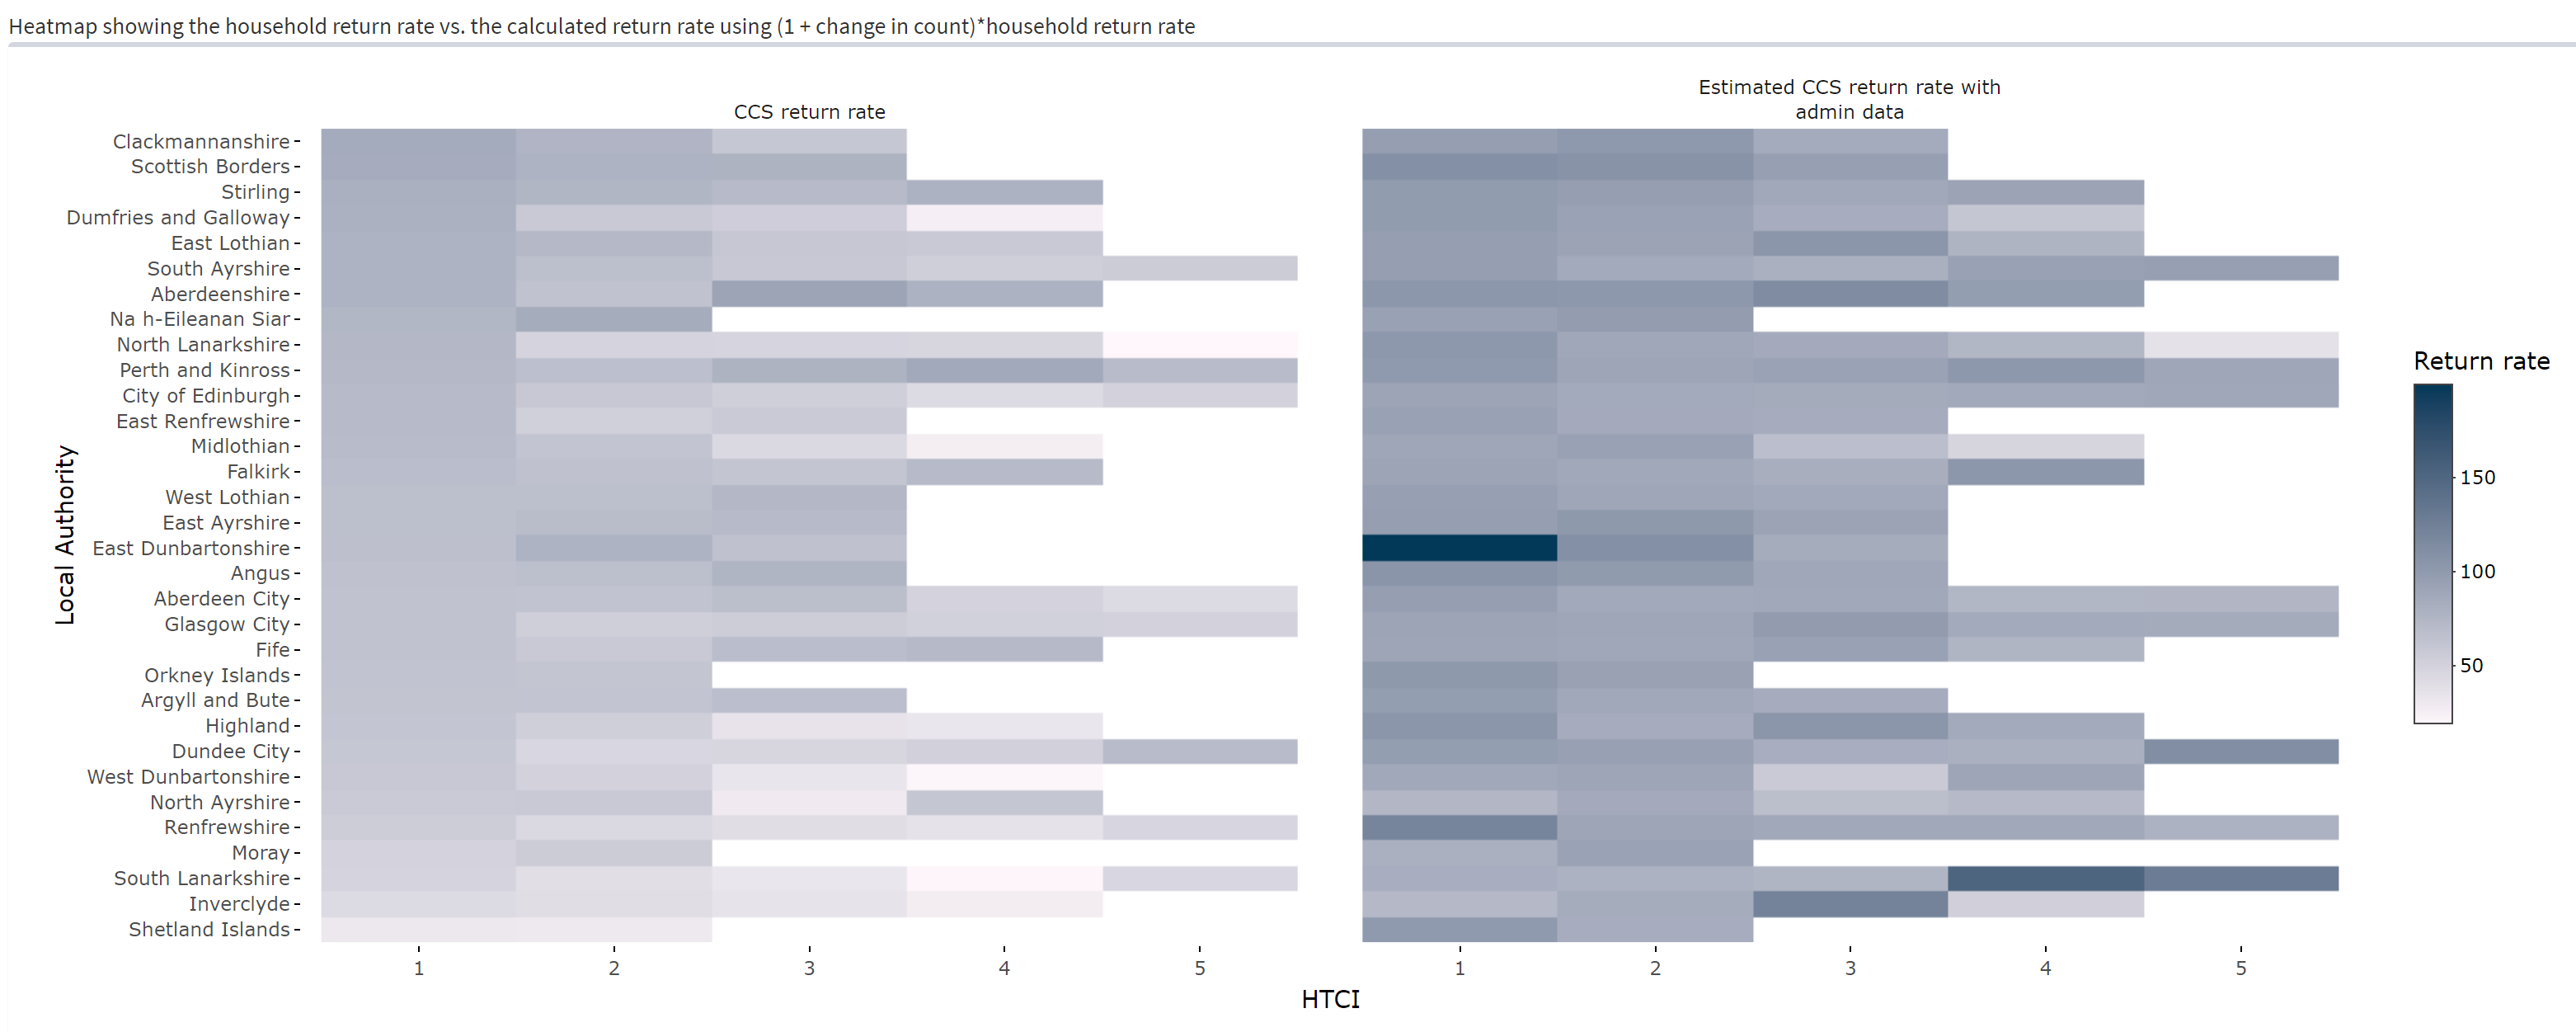 Heatmap showing the household return rate vs. the calculated return rate using (1 + change in count)*household return rate
CCS return rate
Estimated CCS return rate with
admin data
Local Authority
Clackmannanshire
Scottish Borders
Stirling
Dumfries and Galloway
East Lothian
South Ayrshire
Aberdeenshire
Na h-Eileanan Siar
North Lanarkshire
Perth and Kinross
City of Edinburgh
East Renfrewshire
Midlothian
Falkirk
West Lothian
East Ayrshire
East Dunbartonshire
Angus
Aberdeen City
Glasgow City
Fife
Orkney Islands
Argyll and Bute
Highland
Dundee City
West Dunbartonshire
North Ayrshire
Renfrewshire
Moray
South Lanarkshire
Inverclyde
Shetland Islands
1 2 3 4 5 1 2 3 4 5
HTCI
Return rate
150
100
50